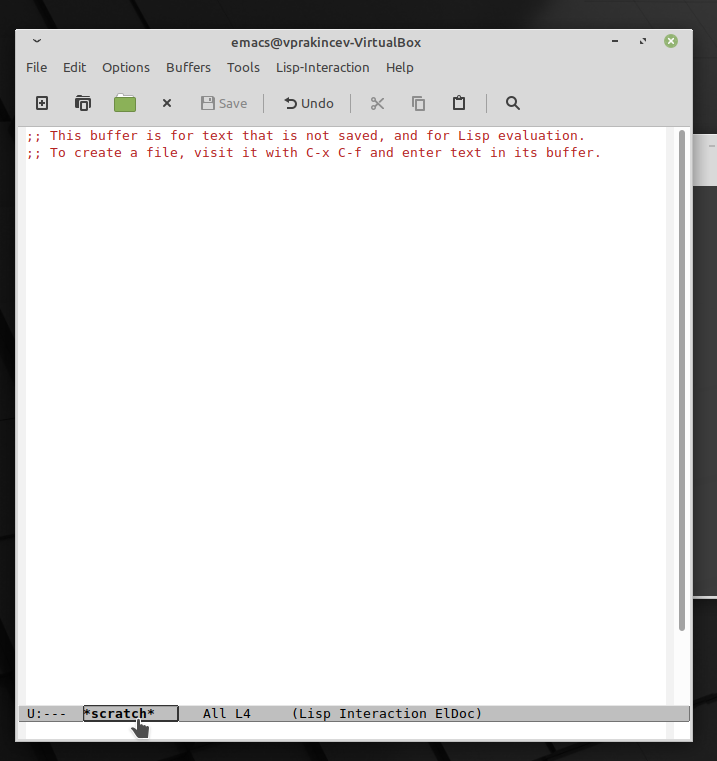 emacs@vprakincev-VirtualBox
File Edit Options Buffers Tools Lisp-Interaction Help
Save Undo
;; This buffer is for text that is not saved, and for Lisp evaluation.
;; To create a file, visit it with C-x C-f and enter text in its buffer.
U:--- *scratch* All L4 (Lisp Interaction ElDoc)